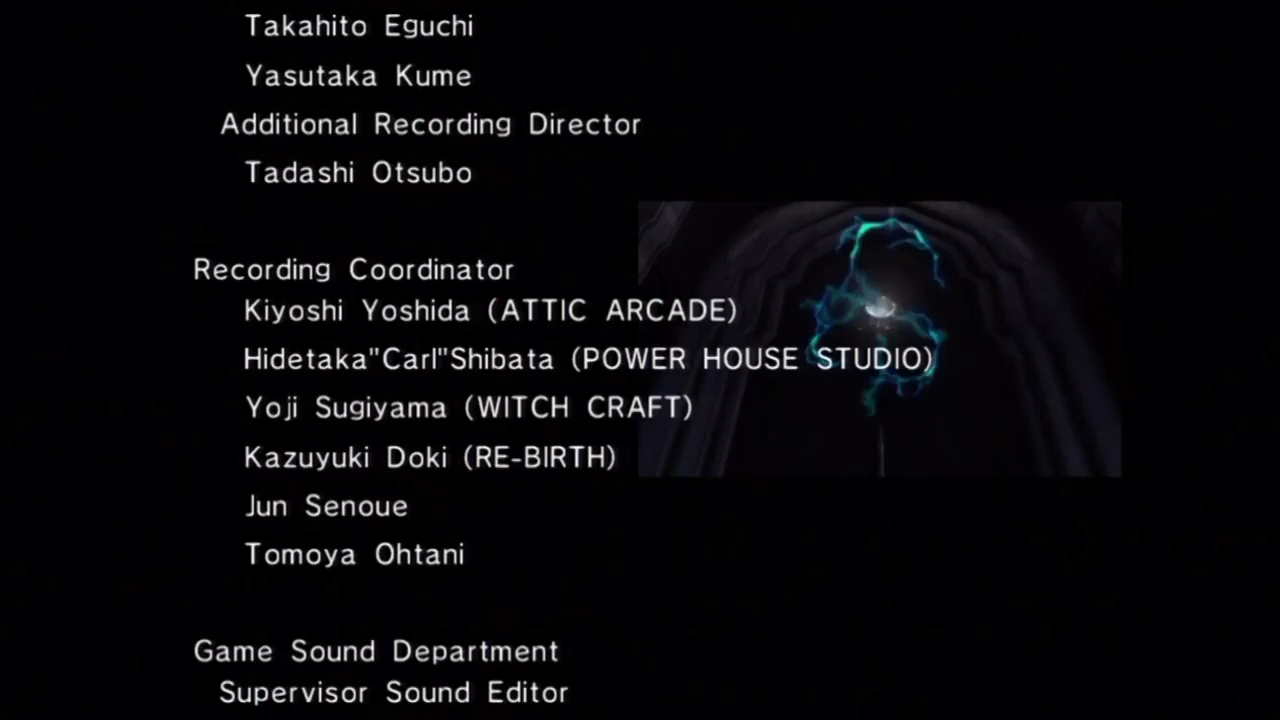 Takahito Eguchi
Yasutaka Kume
Additional Recording Director
Tadashi Otsubo
Recording Coordinator
Kiyoshi Yoshida (ATTIC ARCADE)
Hidetaka"Carl"Shibata (POWER HOUSE STUDIO)
Yoji Sugiyama (WITCH CRAFT)
Kazuyuki Doki (RE-BIRTH)
Jun Senoue
Tomoya Ohtani
Game Sound Department
Supervisor Sound Editor